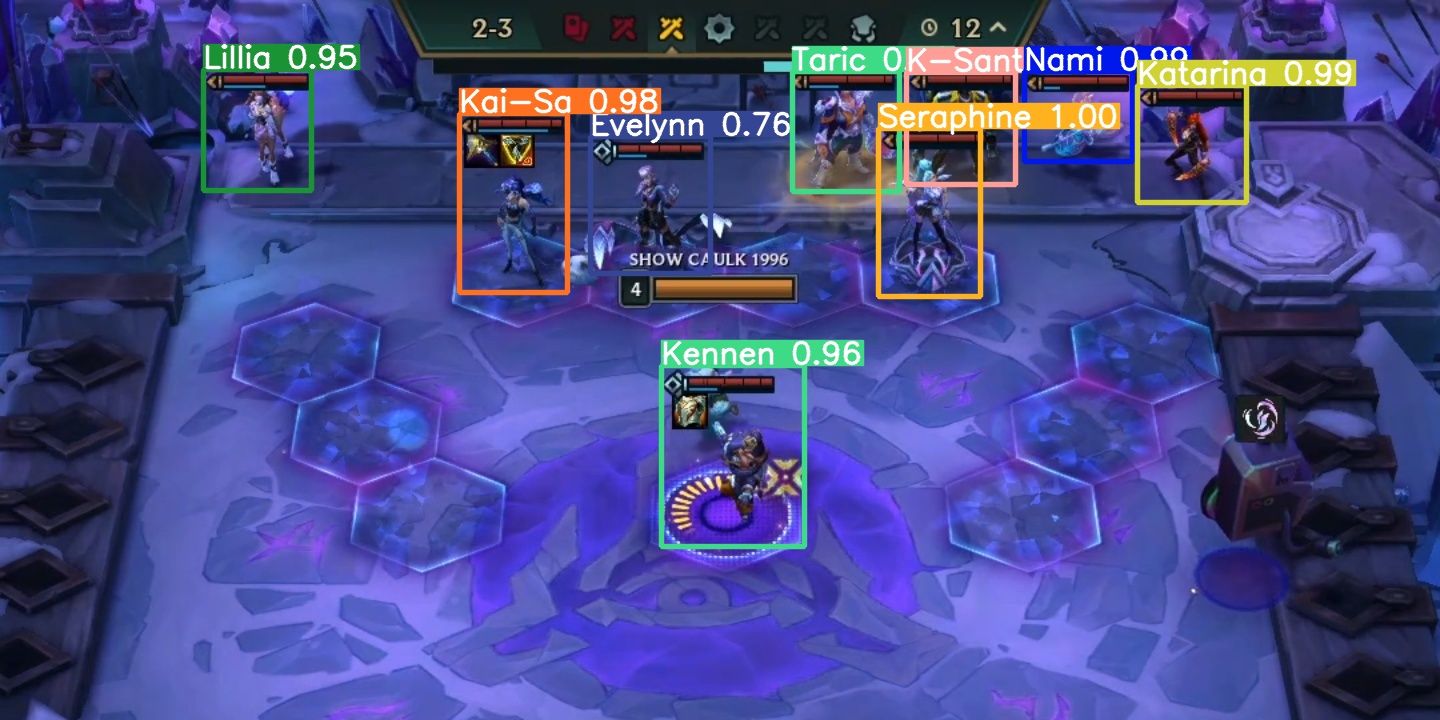 2-3
12
Lillia 0.95
Kai-Sa 0.98
Evelynn 0.76
Taric 0.
K-Sant
Nami 0.99
Katarina 0.99
Seraphine 1.00
SHOW CA ULK 1996
4
Kennen 0.96